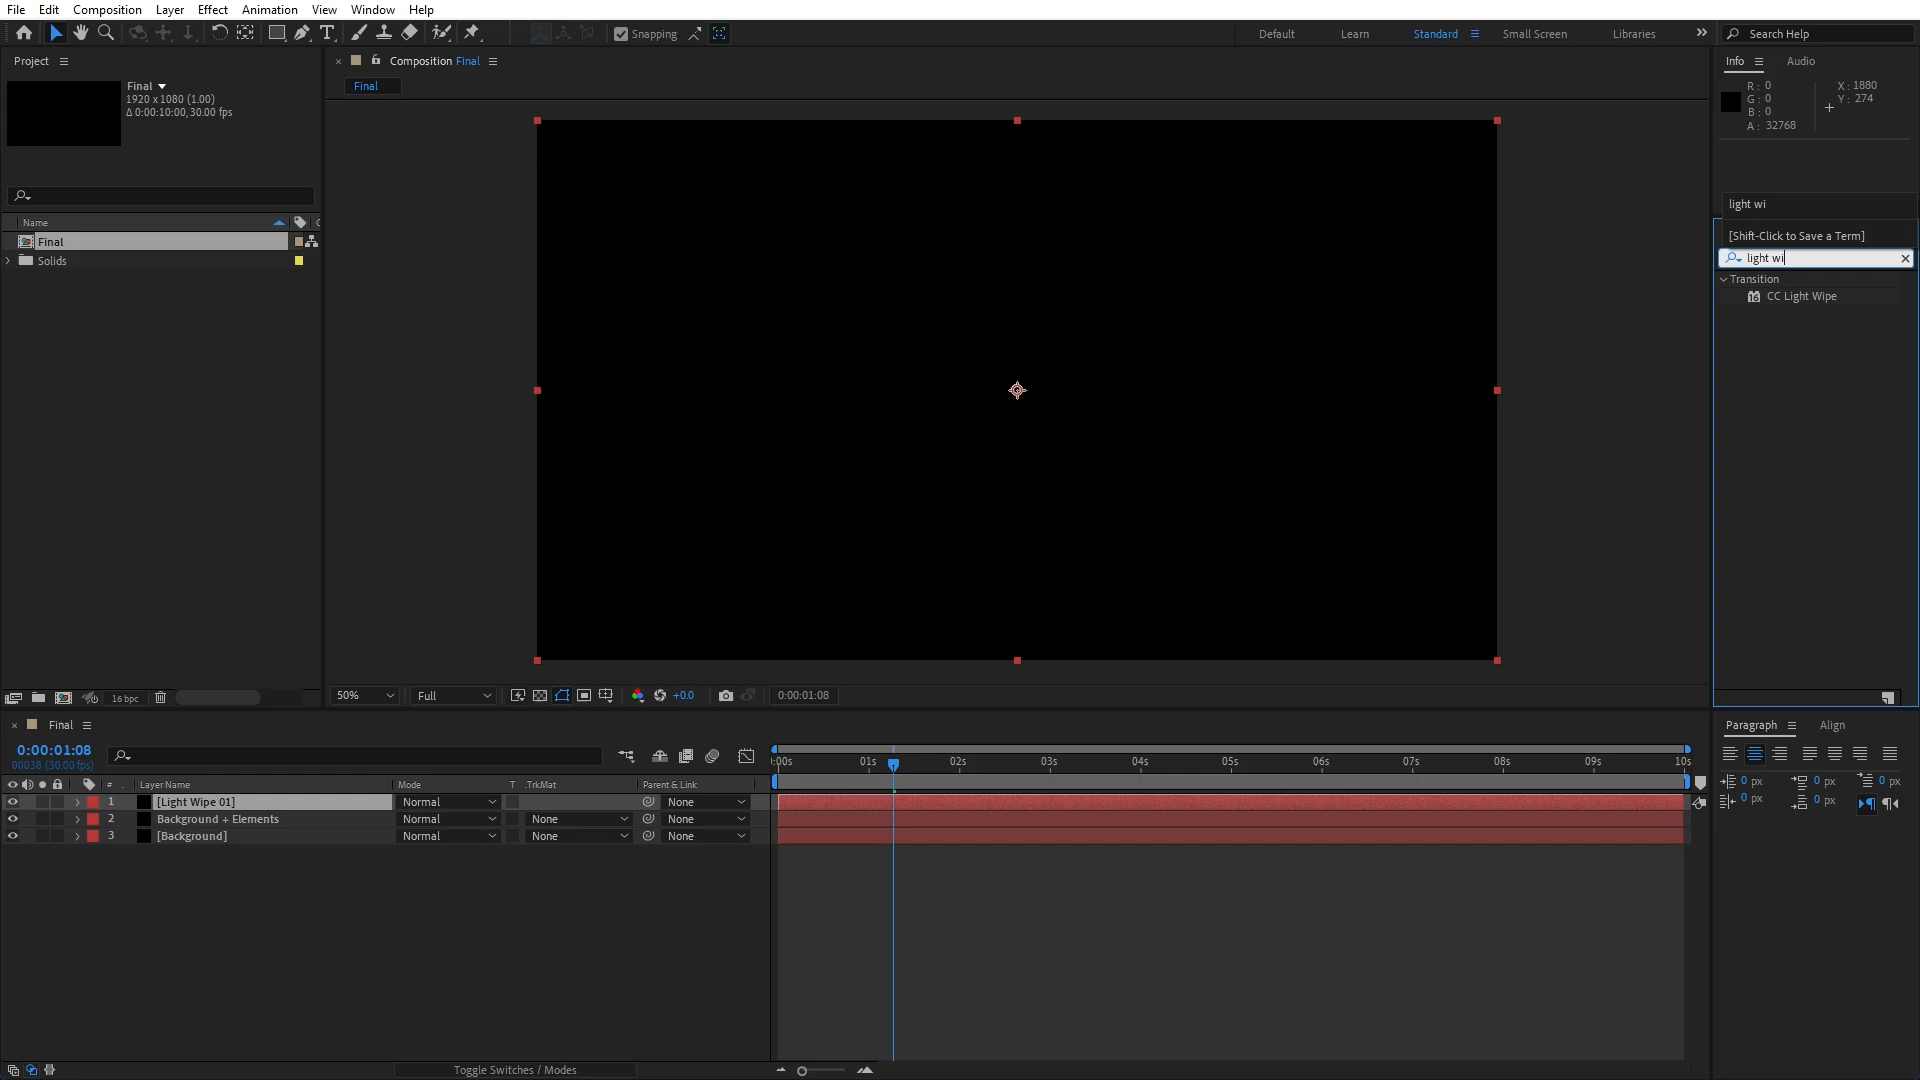 File Edit Composition Layer Effect Animation View Window Help
Snapping
Default Learn Standard Small Screen Libraries Search Help
Project
Final
1920 x 1080 (1.00)
Δ 0:00:10:00, 30.00 fps
Name
Final
Solids
16 bpc
Composition Final
Final
50% Full +0.0 0:00:01:08
Info Audio
R: 0
G: 0
B: 0
A: 32768
X: 1880
Y: 274
light wi
[Shift-Click to Save a Term]
light wi
Transition
CC Light Wipe
Final
0:00:01:08
00038 (30.00 fps)
# Layer Name Mode T .TrkMat Parent & Link
1 [Light Wipe 01] Normal None
2 Background + Elements Normal None None
3 [Background] Normal None None
:00s 01s 02s 03s 04s 05s 06s 07s 08s 09s 10s
Toggle Switches / Modes
Paragraph Align
0 px 0 px 0 px
0 px 0 px